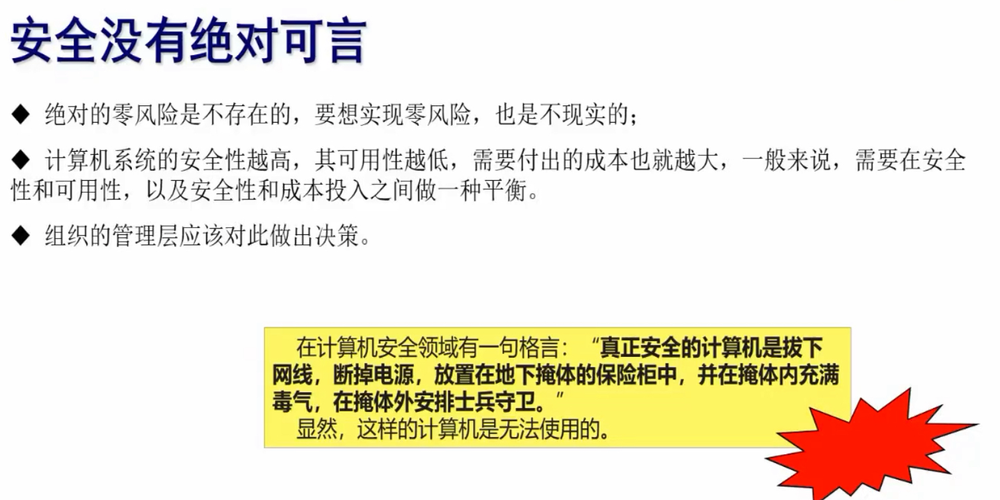 安全没有绝对可言
◆ 绝对的零风险是不存在的，要想实现零风险，也是不现实的；
◆ 计算机系统的安全性越高，其可用性越低，需要付出的成本也就越大，一般来说，需要在安全
性和可用性，以及安全性和成本投入之间做一种平衡。
◆ 组织的管理层应该对此做出决策。
在计算机安全领域有一句格言：“真正安全的计算机是拔下
网线，断掉电源，放置在地下掩体的保险柜中，并在掩体内充满
毒气，在掩体外安排士兵守卫。”
显然，这样的计算机是无法使用的。